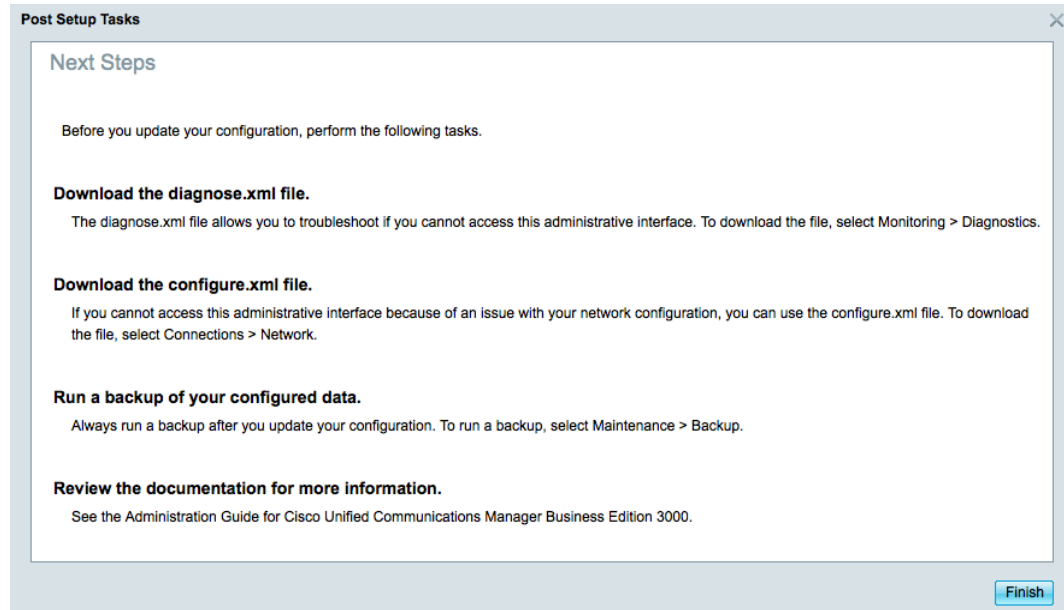 Post Setup Tasks
Next Steps
Before you update your configuration, perform the following tasks.
Download the diagnose.xml file.
The diagnose.xml file allows you to troubleshoot if you cannot access this administrative interface. To download the file, select Monitoring > Diagnostics.
Download the configure.xml file.
If you cannot access this administrative interface because of an issue with your network configuration, you can use the configure.xml file. To download
the file, select Connections > Network.
Run a backup of your configured data.
Always run a backup after you update your configuration. To run a backup, select Maintenance > Backup.
Review the documentation for more information.
See the Administration Guide for Cisco Unified Communications Manager Business Edition 3000.
Finish